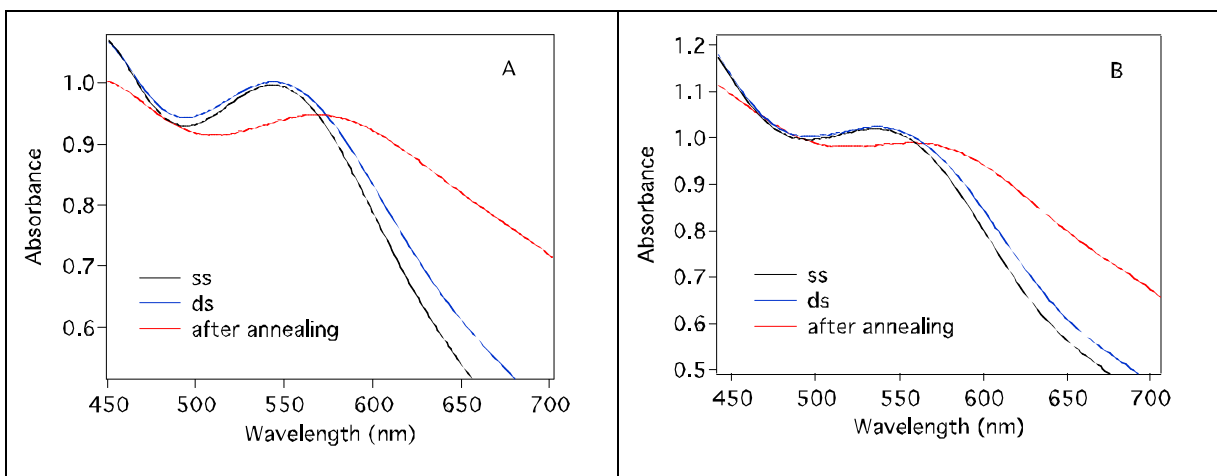 A
Absorbance
1.0
0.9
0.8
0.7
0.6
ss
ds
after annealing
450 500 550 600 650 700
Wavelength (nm)
B
Absorbance
1.2
1.1
1.0
0.9
0.8
0.7
0.6
0.5
ss
ds
after annealing
450 500 550 600 650 700
Wavelength (nm)